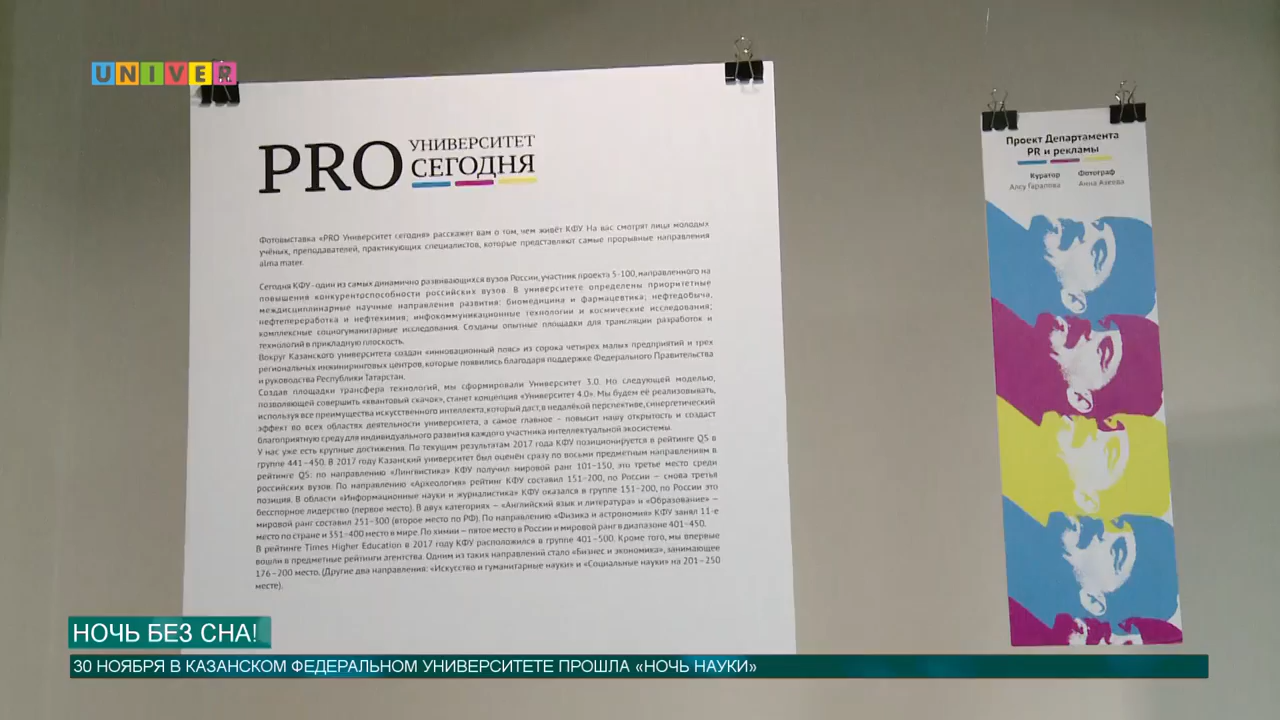 UNIVER
PRO УНИВЕРСИТЕТ
СЕГОДНЯ
Фотовыставка «PRO Университет сегодня» расскажет вам о том, чем живёт КФУ. На вас смотрят лица молодых
учёных, преподавателей, практикующих специалистов, которые представляют самые прорывные направления
alma mater.
Сегодня КФУ - один из самых динамично развивающихся вузов России, участник проекта 5-100, направленного на
повышения конкурентоспособности российских вузов. В университете определены приоритетные
междисциплинарные научные направления развития: биомедицина и фармацевтика; нефтедобыча,
нефтепереработка и нефтехимия; инфокоммуникационные технологии и космические исследования;
комплексные социогуманитарные исследования. Созданы опытные площадки для трансляции разработок и
технологий в прикладную плоскость.
Вокруг Казанского университета создан «инновационный пояс» из сорока четырех малых предприятий и трех
региональных инжиниринговых центров, которые появились благодаря поддержке Федерального Правительства
и руководства Республики Татарстан.
Создав площадки трансфера технологий, мы сформировали Университет 3.0. Но следующей моделью,
позволяющей совершить «квантовый скачок», станет концепция «Университет 4.0». Мы будем её реализовывать,
используя все преимущества искусственного интеллекта, который даст, в недалёкой перспективе, синергетический
эффект во всех областях деятельности университета, а самое главное – повысит нашу открытость и создаст
благоприятную среду для индивидуального развития каждого участника интеллектуальной экосистемы.
У нас уже есть крупные достижения. По текущим результатам 2017 года КФУ позиционируется в рейтинге QS в
группе 441–450. В 2017 году Казанский университет был оценён сразу по восьми предметным направлениям в
рейтинге QS: по направлению «Лингвистика» КФУ получил мировой ранг 101–150, это третье место среди
российских вузов. По направлению «Археология» рейтинг КФУ составил 151–200, по России – снова третья
позиция. В области «Информационные науки и журналистика» КФУ оказался в группе 151–200, по России это
бесспорное лидерство (первое место). В двух категориях – «Английский язык и литература» и «Образование» –
мировой ранг составил 251–300 (второе место по РФ). По направлению «Физика и астрономия» КФУ занял 11-е
место по стране и 351–400 место в мире. По химии – пятое место в России и мировой ранг в диапазоне 401–450.
В рейтинге Times Higher Education в 2017 году КФУ расположился в группе 401–500. Кроме того, мы впервые
вошли в предметные рейтинги агентства. Одним из таких направлений стало «Бизнес и экономика», занимающее
176–200 место. (Другие два направления: «Искусство и гуманитарные науки» и «Социальные науки» на 201–250
месте).
Проект Департамента
PR и рекламы
Куратор Фотограф
Алсу Гарапова Анна Азеева
НОЧЬ БЕЗ СНА!
30 НОЯБРЯ В КАЗАНСКОМ ФЕДЕРАЛЬНОМ УНИВЕРСИТЕТЕ ПРОШЛА «НОЧЬ НАУКИ»